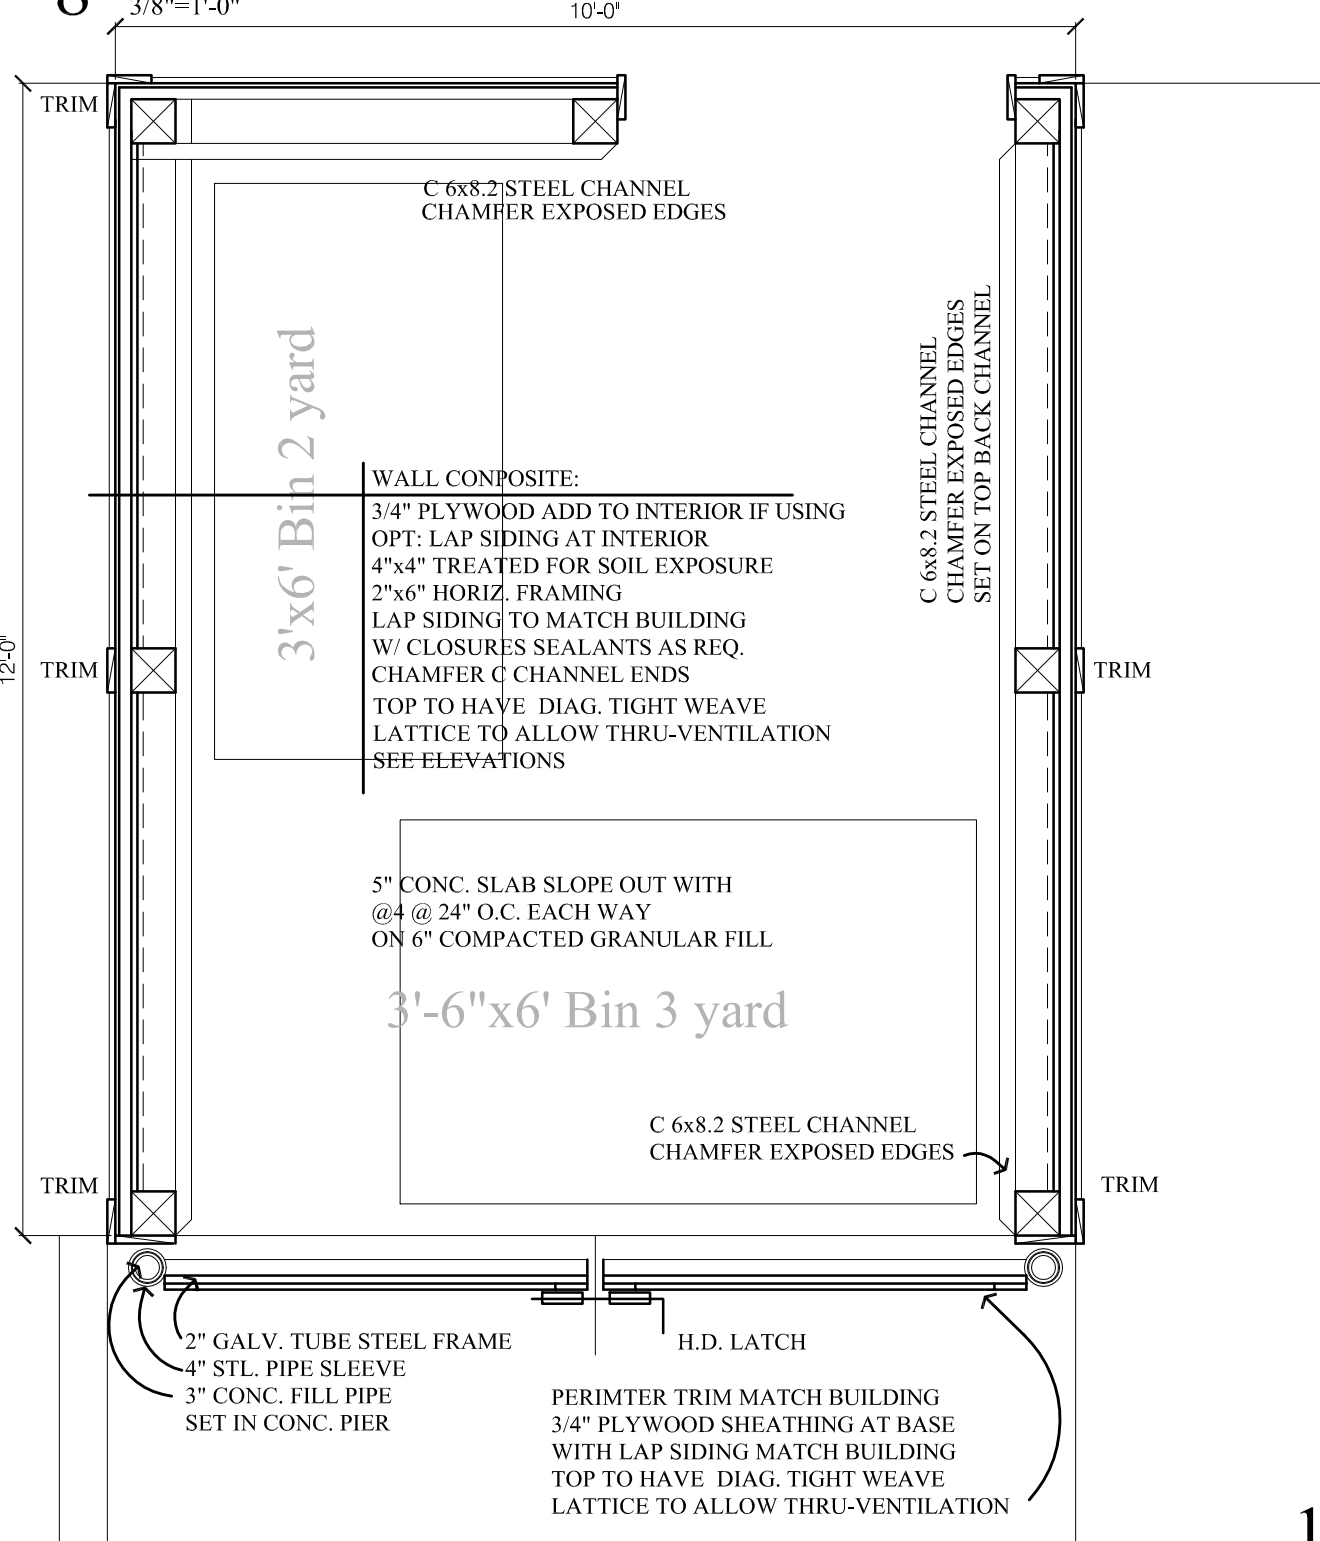 8
3/8"=1'-0"
10'-0"
TRIM
C 6x8.2 STEEL CHANNEL
CHAMFER EXPOSED EDGES
C 6x8.2 STEEL CHANNEL
CHAMFER EXPOSED EDGES
SET ON TOP BACK CHANNEL
3'x6' Bin 2 yard
WALL CONPOSITE:
3/4" PLYWOOD ADD TO INTERIOR IF USING
OPT: LAP SIDING AT INTERIOR
4"x4" TREATED FOR SOIL EXPOSURE
2"x6" HORIZ. FRAMING
LAP SIDING TO MATCH BUILDING
W/ CLOSURES SEALANTS AS REQ.
CHAMFER C CHANNEL ENDS
TOP TO HAVE DIAG. TIGHT WEAVE
LATTICE TO ALLOW THRU-VENTILATION
SEE ELEVATIONS
12'-0"
TRIM
TRIM
5" CONC. SLAB SLOPE OUT WITH
@4 @ 24" O.C. EACH WAY
ON 6" COMPACTED GRANULAR FILL
3'-6"x6' Bin 3 yard
C 6x8.2 STEEL CHANNEL
CHAMFER EXPOSED EDGES
TRIM
TRIM
2" GALV. TUBE STEEL FRAME
4" STL. PIPE SLEEVE
3" CONC. FILL PIPE
SET IN CONC. PIER
H.D. LATCH
PERIMTER TRIM MATCH BUILDING
3/4" PLYWOOD SHEATHING AT BASE
WITH LAP SIDING MATCH BUILDING
TOP TO HAVE DIAG. TIGHT WEAVE
LATTICE TO ALLOW THRU-VENTILATION
1